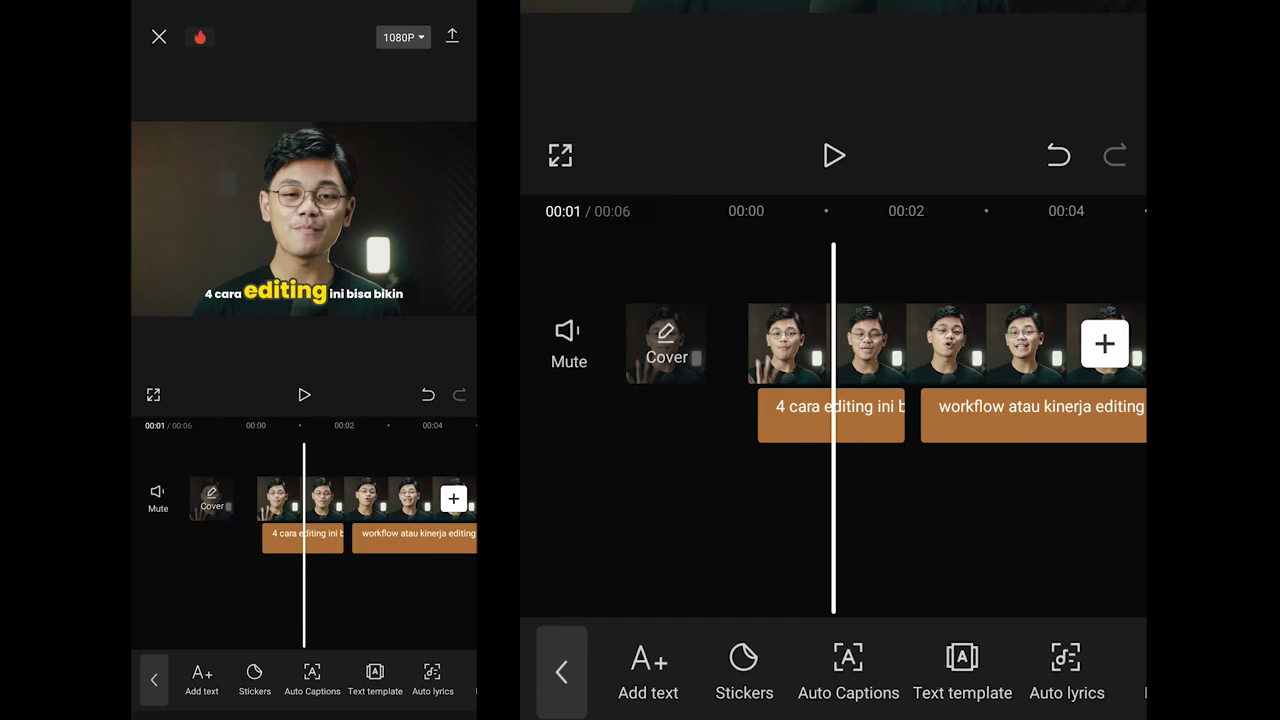 1080P
4 cara editing ini bisa bikin
00:01 / 00:06
00:00
00:02
00:04
Mute
Cover
4 cara editing ini b
workflow atau kinerja editing
Add text
Stickers
Auto Captions
Text template
Auto lyrics
00:01 / 00:06
00:00
00:02
00:04
Mute
Cover
4 cara editing ini b
workflow atau kinerja editing
Add text
Stickers
Auto Captions
Text template
Auto lyrics